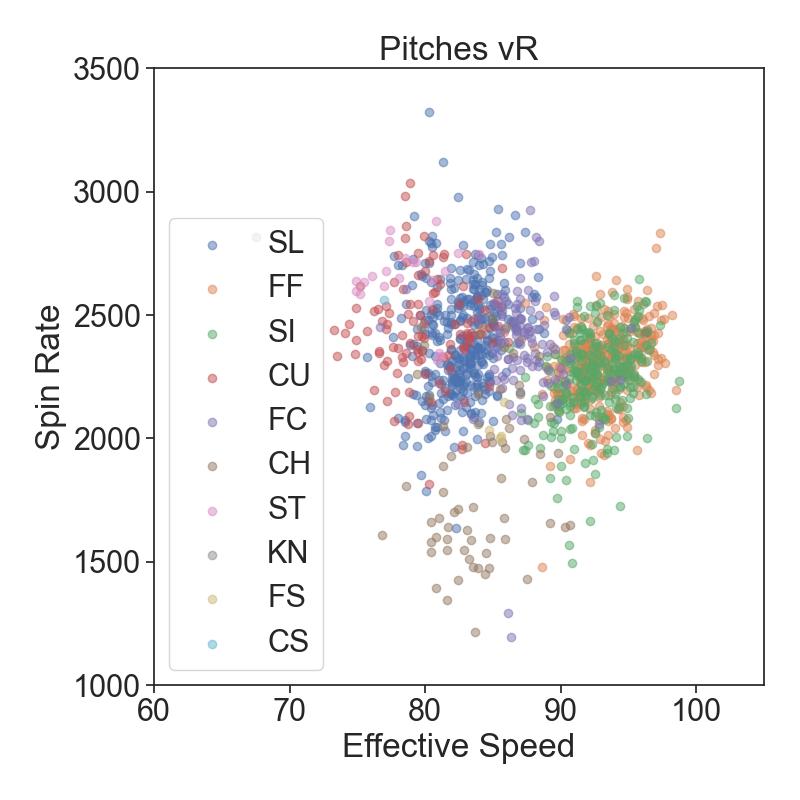 Pitches vR
Spin Rate
3500
3000
2500
2000
1500
1000
SL
FF
SI
CU
FC
CH
ST
KN
FS
CS
60 70 80 90 100
Effective Speed